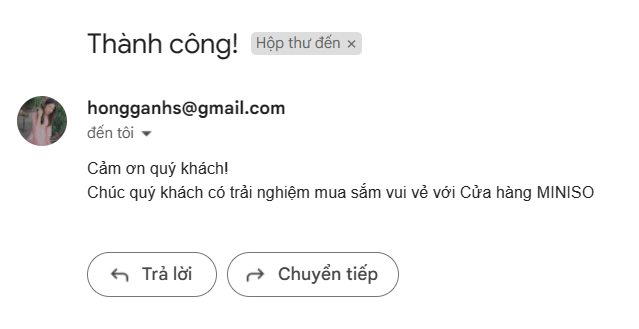 Thành công! Hộp thư đến ×
hongganhs@gmail.com
đến tôi
Cảm ơn quý khách!
Chúc quý khách có trải nghiệm mua sắm vui vẻ với Cửa hàng MINISO
Trả lời Chuyển tiếp